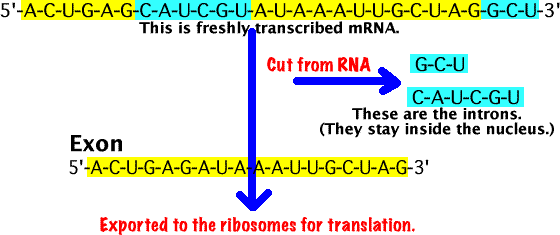 5'-A-C-U-G-A-G-C-A-U-C-G-U-A-U-A-A-A-U-U-G-C-U-A-G-G-C-U-3'
This is freshly transcribed mRNA.
Cut from RNA
G-C-U
C-A-U-C-G-U
These are the introns.
(They stay inside the nucleus.)
Exon
5'-A-C-U-G-A-G-A-U-A-A-A-U-U-G-C-U-A-G-3'
Exported to the ribosomes for translation.